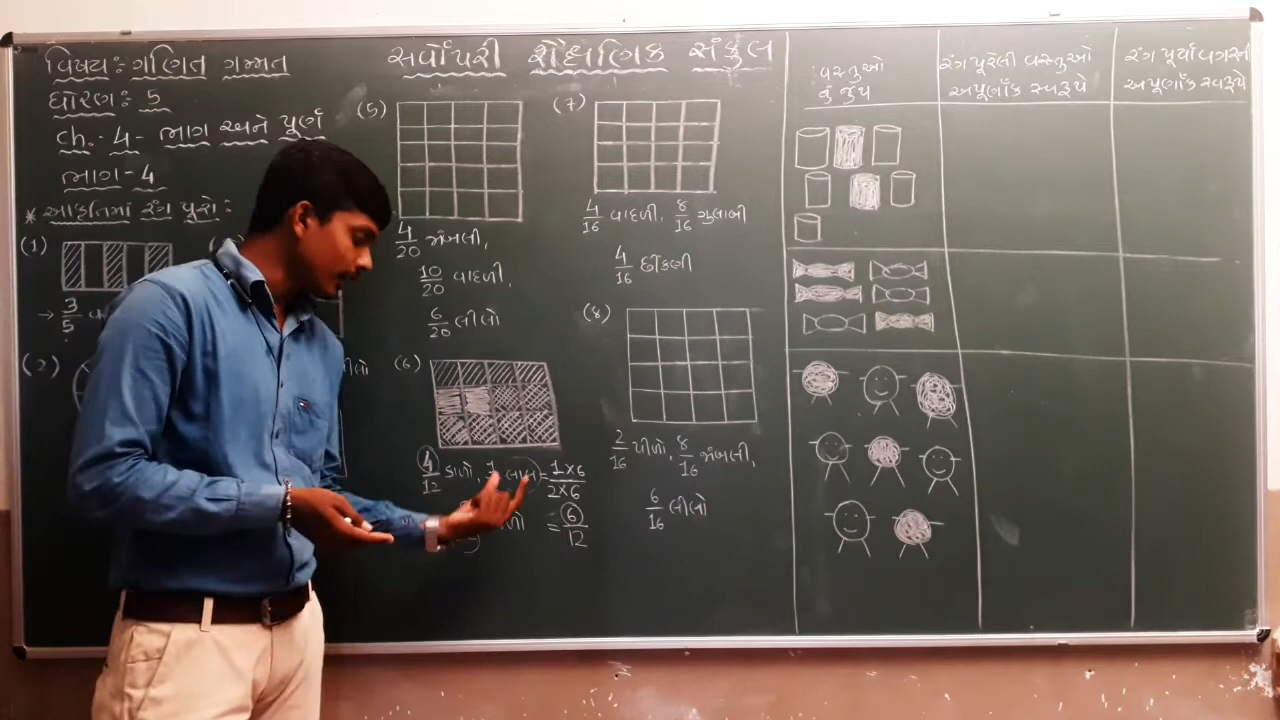 વિષય:- ગણિત ગમ્મત
ધોરણ:- 5
ch.- 4 - ભાગ અને પૂર્ણ
ભાગ - 4
* આકૃતિમાં રંગ પૂરો :
(1)
→ 3/5
(2)
લીલો
સર્વોપરી શૈક્ષણિક સંકુલ
(5)
4/20 જાંબલી,
10/20 વાદળી,
6/20 લીલો
(6)
4/12 કાળો, 1 લાલ = 1×6/2×6
= 6/12
(7)
4/16 વાદળી, 8/16 ગુલાબી
4/16 છીંકણી
(8)
2/16 પીળો, 8/16 જાંબલી,
6/16 લીલો
વસ્તુઓ
નું જુથ
રંગ પૂરેલી વસ્તુઓ
અપૂર્ણાંક સ્વરૂપે
રંગ પૂર્યા વગરની
અપૂર્ણાંક સ્વરૂપે